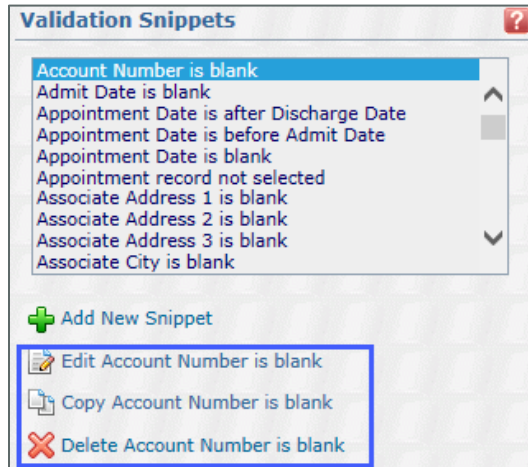 Validation Snippets
?
Account Number is blank
Admit Date is blank
Appointment Date is after Discharge Date
Appointment Date is before Admit Date
Appointment Date is blank
Appointment record not selected
Associate Address 1 is blank
Associate Address 2 is blank
Associate Address 3 is blank
Associate City is blank
Add New Snippet
Edit Account Number is blank
Copy Account Number is blank
Delete Account Number is blank